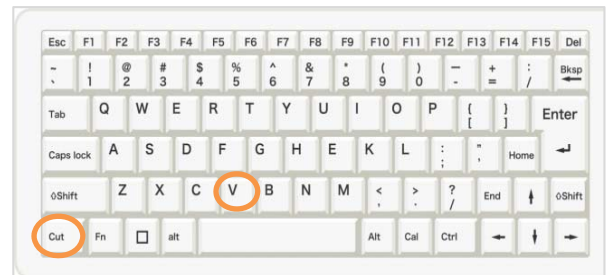 Esc F1 F2 F3 F4 F5 F6 F7 F8 F9 F10 F11 F12 F13 F14 F15 Del
~ ` ! 1 @ 2 # 3 $ 4 % 5 ^ 6 & 7 * 8 ( 9 ) 0 — - + = : / Bksp
Tab Q W E R T Y U I O P { [ } ] Enter
Caps lock A S D F G H E K L : ; " ' Home
◊Shift Z X C V B N M < , > . ? / End ◊Shift
Cut Fn alt Alt Cal Ctrl